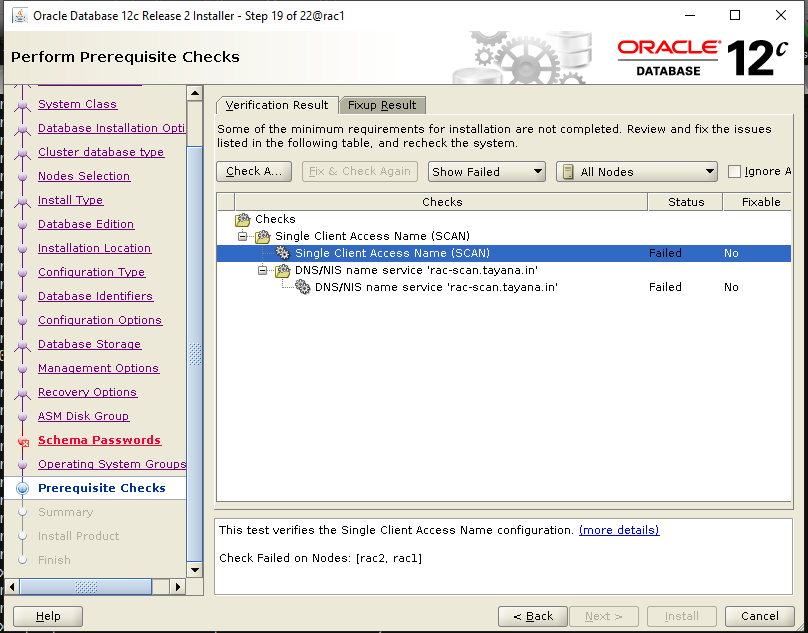 Oracle Database 12c Release 2 Installer - Step 19 of 22@rac1
Perform Prerequisite Checks
ORACLE®
DATABASE
12c
System Class
Database Installation Opti
Cluster database type
Nodes Selection
Install Type
Database Edition
Installation Location
Configuration Type
Database Identifiers
Configuration Options
Database Storage
Management Options
Recovery Options
ASM Disk Group
Schema Passwords
Operating System Groups
Prerequisite Checks
Summary
Install Product
Finish
Verification Result Fixup Result
Some of the minimum requirements for installation are not completed. Review and fix the issues
listed in the following table, and recheck the system.
Check A... Fix & Check Again Show Failed All Nodes Ignore A
Checks Status Fixable
Checks
Single Client Access Name (SCAN)
Single Client Access Name (SCAN) Failed No
DNS/NIS name service 'rac-scan.tayana.in'
DNS/NIS name service 'rac-scan.tayana.in' Failed No
This test verifies the Single Client Access Name configuration. (more details)
Check Failed on Nodes: [rac2, rac1]
Help < Back Next > Install Cancel